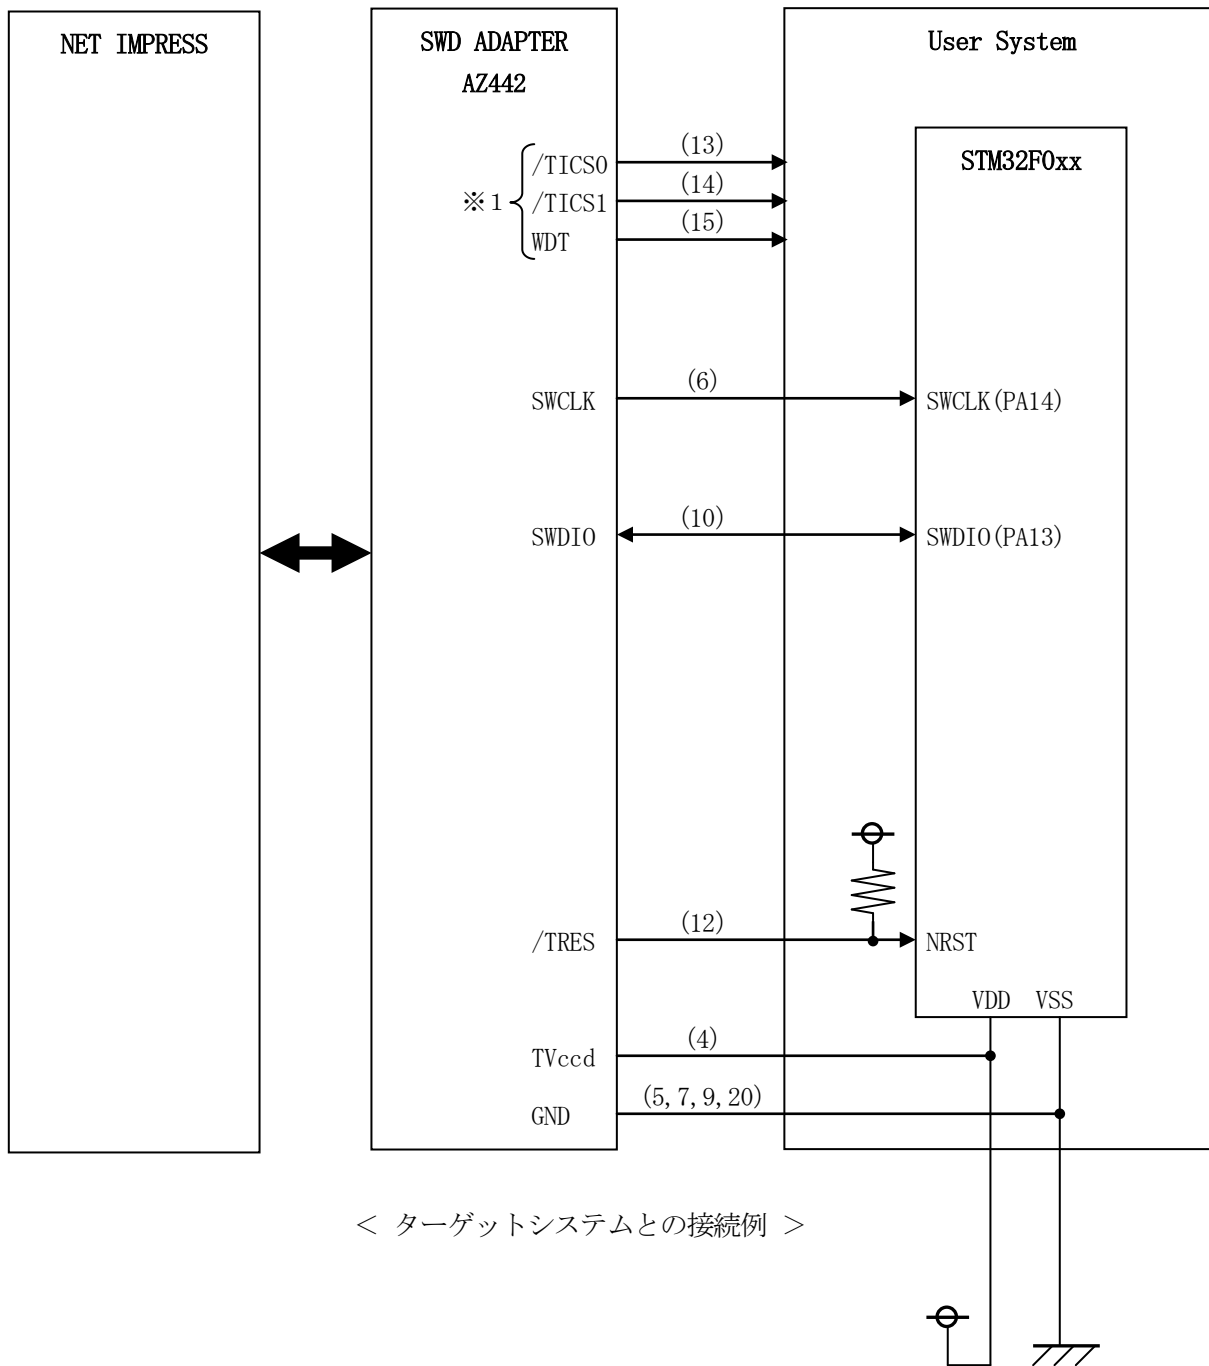 NET IMPRESS
SWD ADAPTER
AZ442
User System
STM32F0xx
※1
/TICS0
(13)
/TICS1
(14)
WDT
(15)
SWCLK
(6)
SWCLK(PA14)
SWDIO
(10)
SWDIO(PA13)
/TRES
(12)
NRST
VDD
VSS
TVccd
(4)
GND
(5,7,9,20)
＜ ターゲットシステムとの接続例 ＞